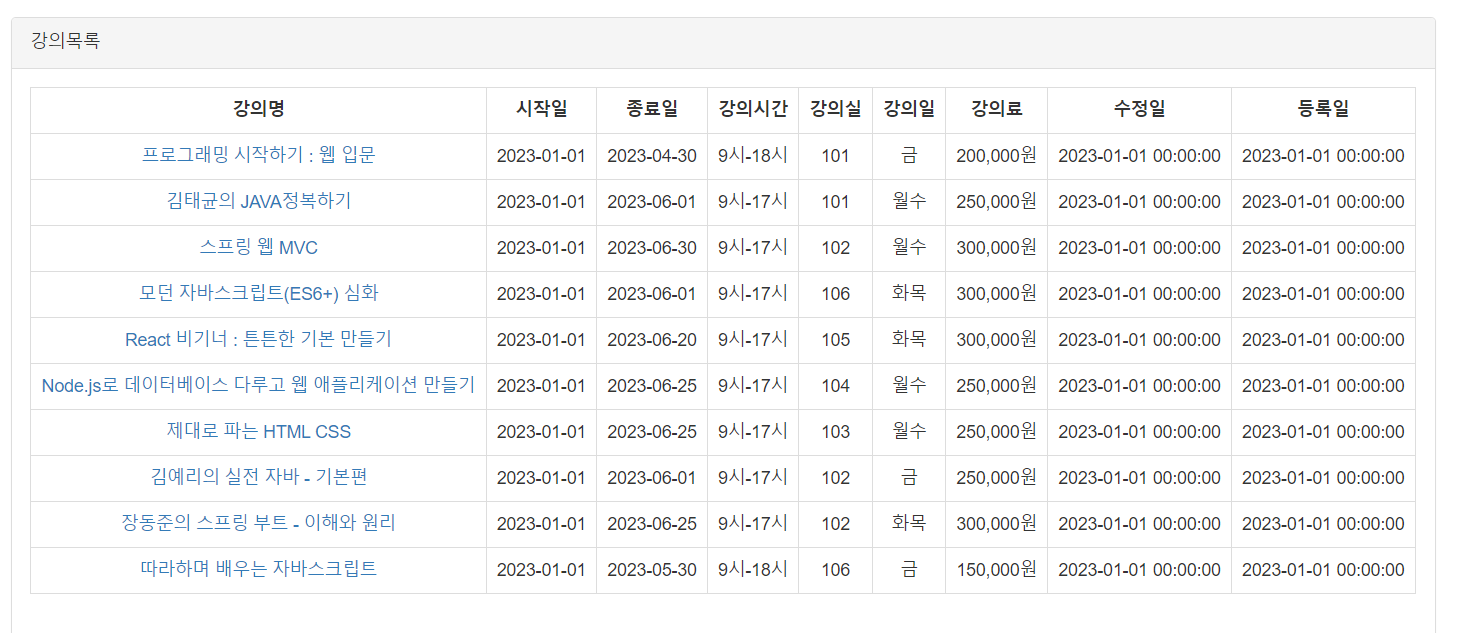 강의목록
강의명 시작일 종료일 강의시간 강의실 강의일 강의료 수정일 등록일
프로그래밍 시작하기 : 웹 입문 2023-01-01 2023-04-30 9시-18시 101 금 200,000원 2023-01-01 00:00:00 2023-01-01 00:00:00
김태균의 JAVA정복하기 2023-01-01 2023-06-01 9시-17시 101 월수 250,000원 2023-01-01 00:00:00 2023-01-01 00:00:00
스프링 웹 MVC 2023-01-01 2023-06-30 9시-17시 102 월수 300,000원 2023-01-01 00:00:00 2023-01-01 00:00:00
모던 자바스크립트(ES6+) 심화 2023-01-01 2023-06-01 9시-17시 106 화목 300,000원 2023-01-01 00:00:00 2023-01-01 00:00:00
React 비기너 : 튼튼한 기본 만들기 2023-01-01 2023-06-20 9시-17시 105 화목 300,000원 2023-01-01 00:00:00 2023-01-01 00:00:00
Node.js로 데이터베이스 다루고 웹 애플리케이션 만들기 2023-01-01 2023-06-25 9시-17시 104 월수 250,000원 2023-01-01 00:00:00 2023-01-01 00:00:00
제대로 파는 HTML CSS 2023-01-01 2023-06-25 9시-17시 103 월수 250,000원 2023-01-01 00:00:00 2023-01-01 00:00:00
김예리의 실전 자바 - 기본편 2023-01-01 2023-06-01 9시-17시 102 금 250,000원 2023-01-01 00:00:00 2023-01-01 00:00:00
장동준의 스프링 부트 - 이해와 원리 2023-01-01 2023-06-25 9시-17시 102 화목 300,000원 2023-01-01 00:00:00 2023-01-01 00:00:00
따라하며 배우는 자바스크립트 2023-01-01 2023-05-30 9시-18시 106 금 150,000원 2023-01-01 00:00:00 2023-01-01 00:00:00